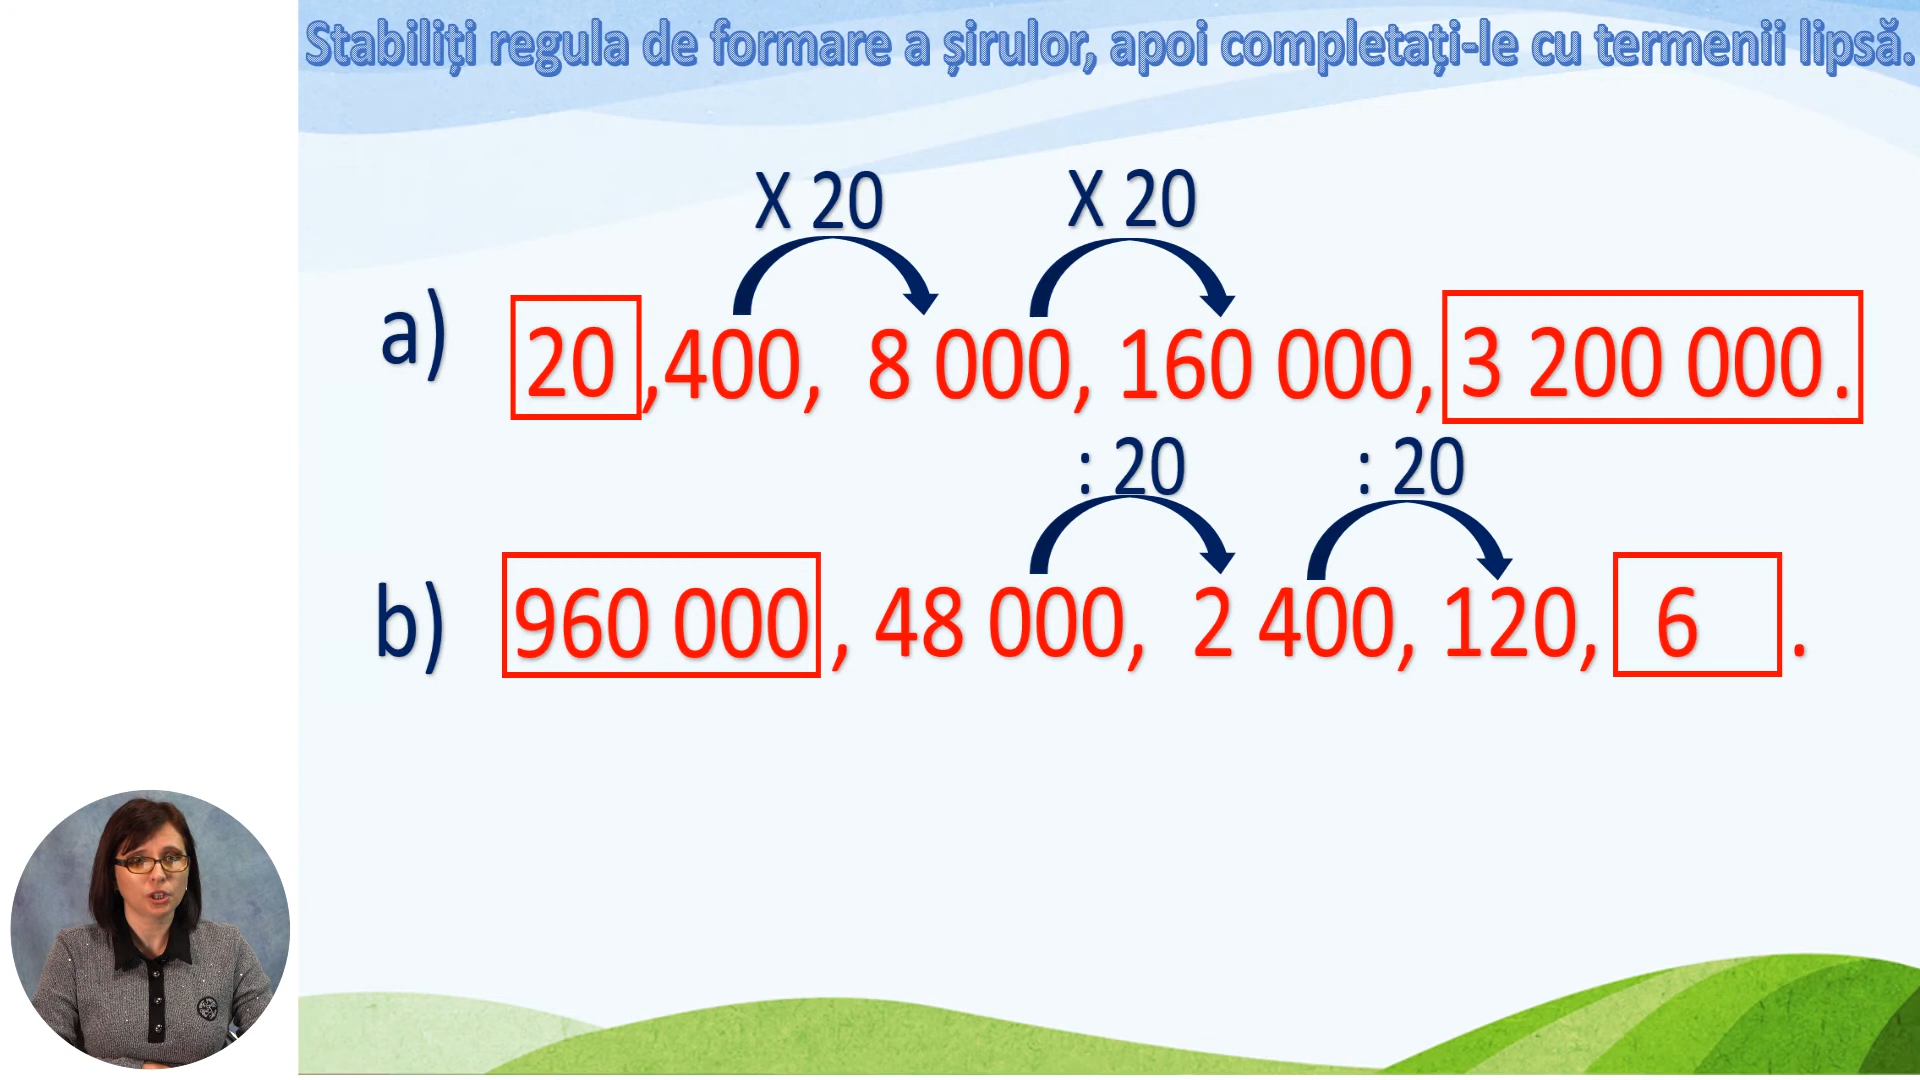 Stabiliți regula de formare a șirulor, apoi completați-le cu termenii lipsă.
X 20 X 20
a) 20 ,400, 8 000, 160 000, 3 200 000.
: 20 : 20
b) 960 000 , 48 000, 2 400, 120, 6 .